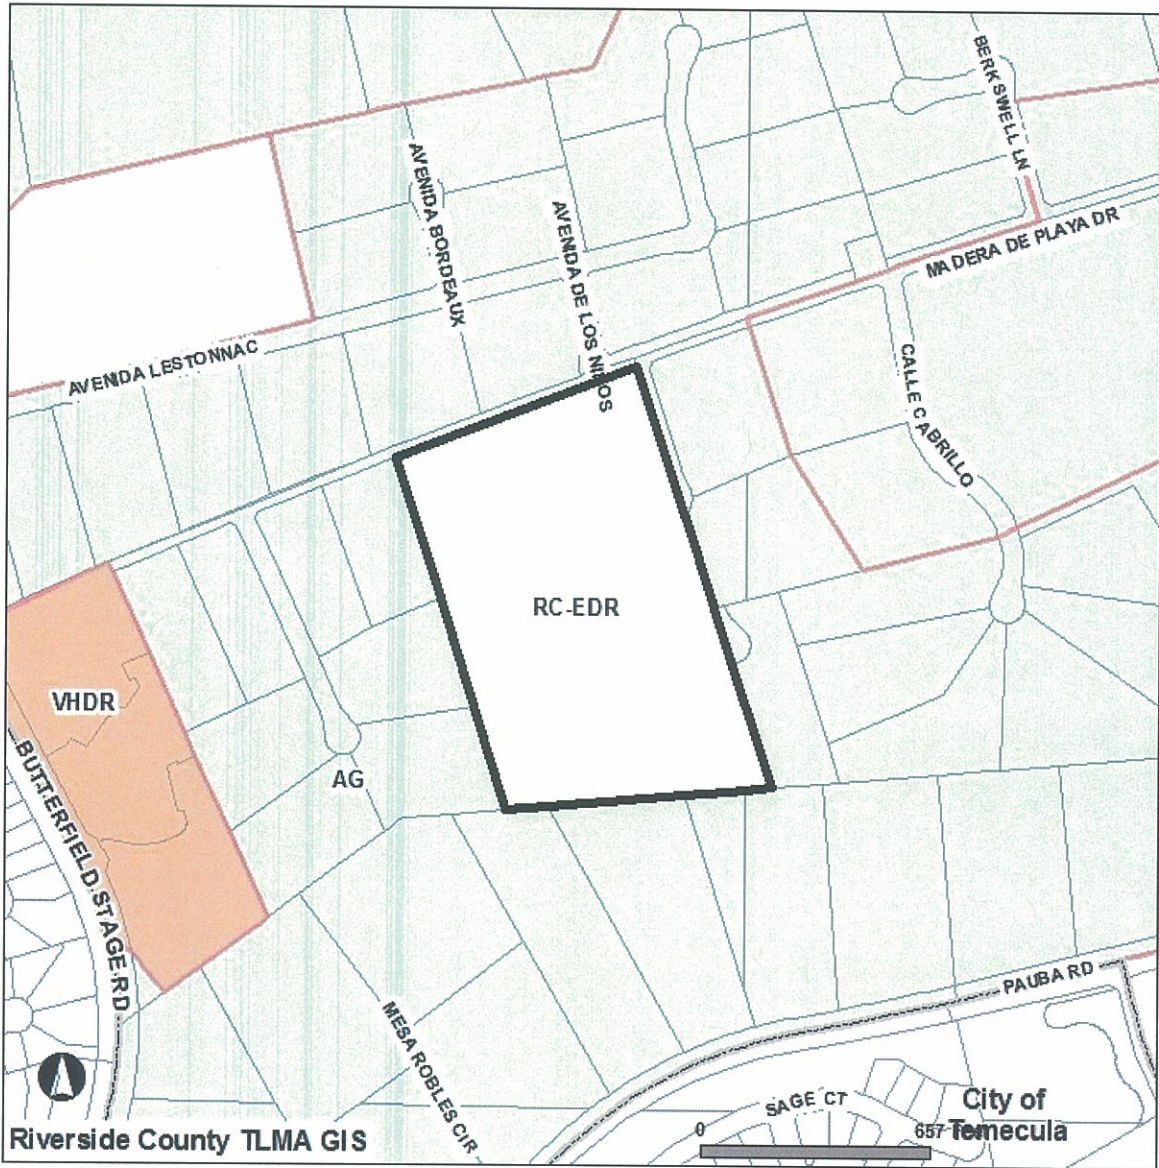 BERKSWELL LN
AVENIDA BORDEAUX
AVENIDA DE LOS NINOS
MADERA DE PLAYA DR
AVENIDA LESTONNAC
CALLE CABRILLO
RC-EDR
VHDR
AG
BUTTERFIELD STAGE RD
MESA ROBLES CIR
PAUBA RD
SAGE CT
City of
Temecula
0
657
Riverside County TLMA GIS